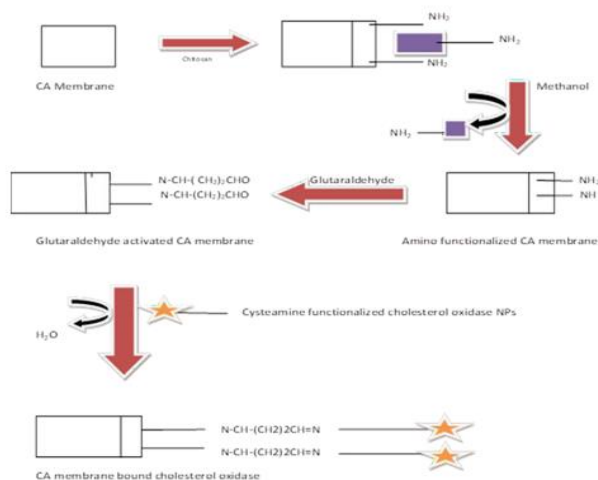 NH2
NH2
Chitosan
NH2
CA Membrane
Methanol
NH2
N-CH-( CH2)2CHO
N-CH-(CH2)2CHO
Glutaraldehyde
NH2
NH
Glutaraldehyde activated CA membrane
Amino functionalized CA membrane
Cysteamine functionalized cholesterol oxidase NPs
H2O
N-CH-(CH2)2CH=N
N-CH-(CH2)2CH=N
CA membrane bound cholesterol oxidase